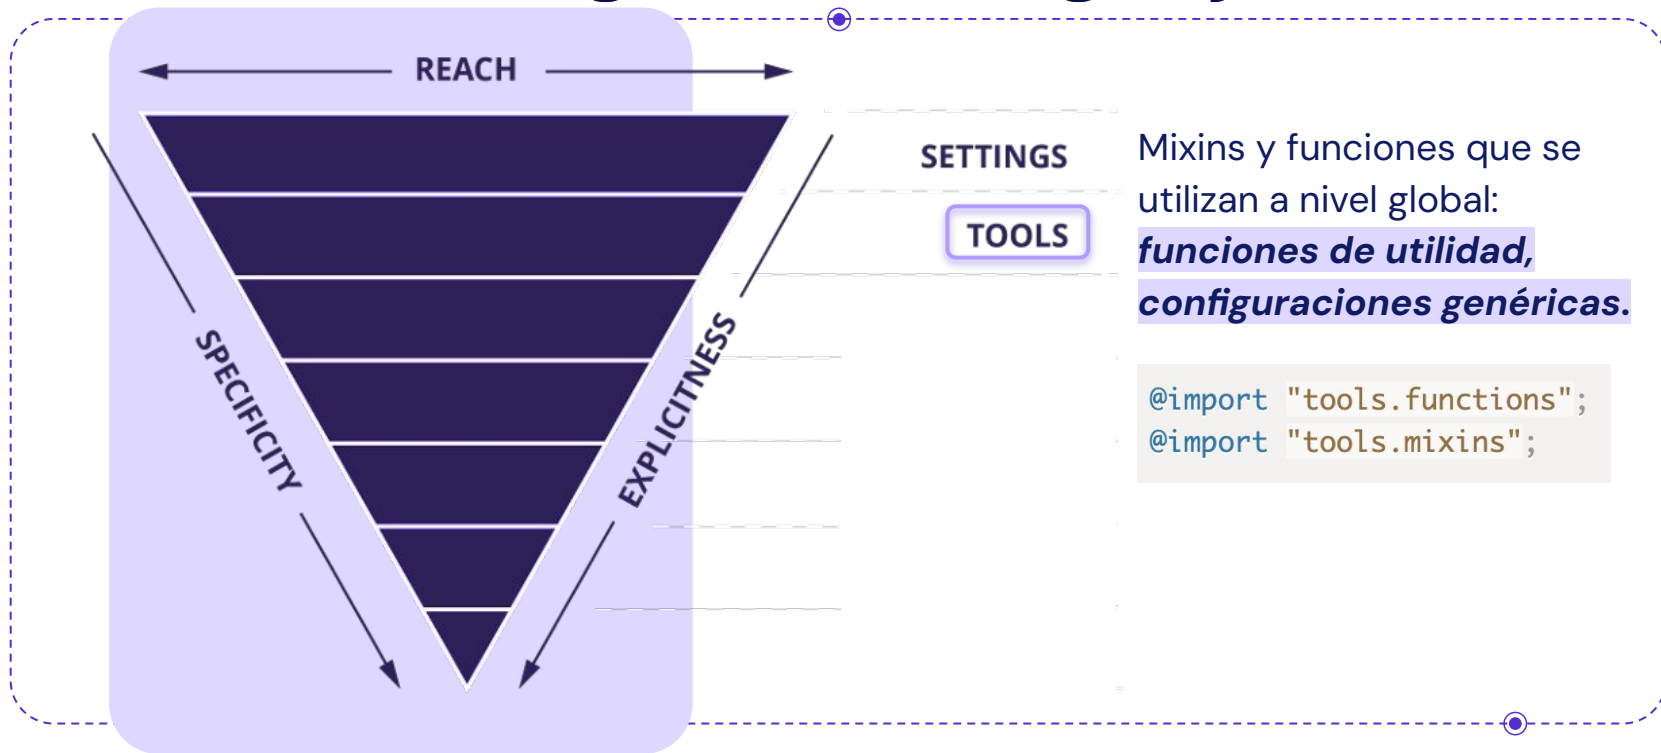 REACH
SETTINGS
TOOLS
SPECIFICITY
EXPLICITNESS
Mixins y funciones que se
utilizan a nivel global:
funciones de utilidad,
configuraciones genéricas.
@import "tools.functions";
@import "tools.mixins";